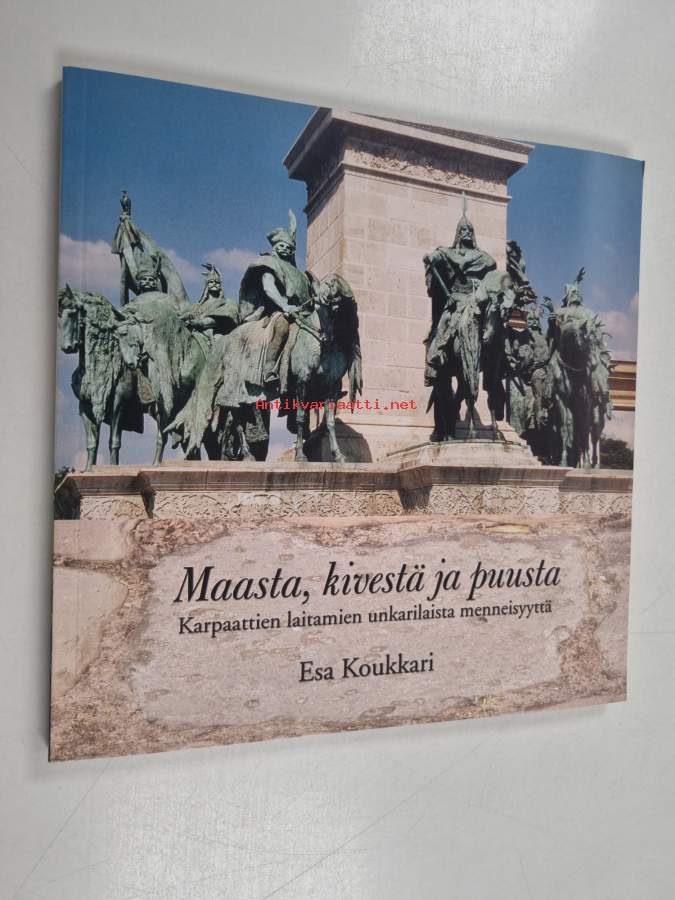 Antikvariaatti.net
Maasta, kivestä ja puusta
Karpaattien laitamien unkarilaista menneisyyttä
Esa Koukkari